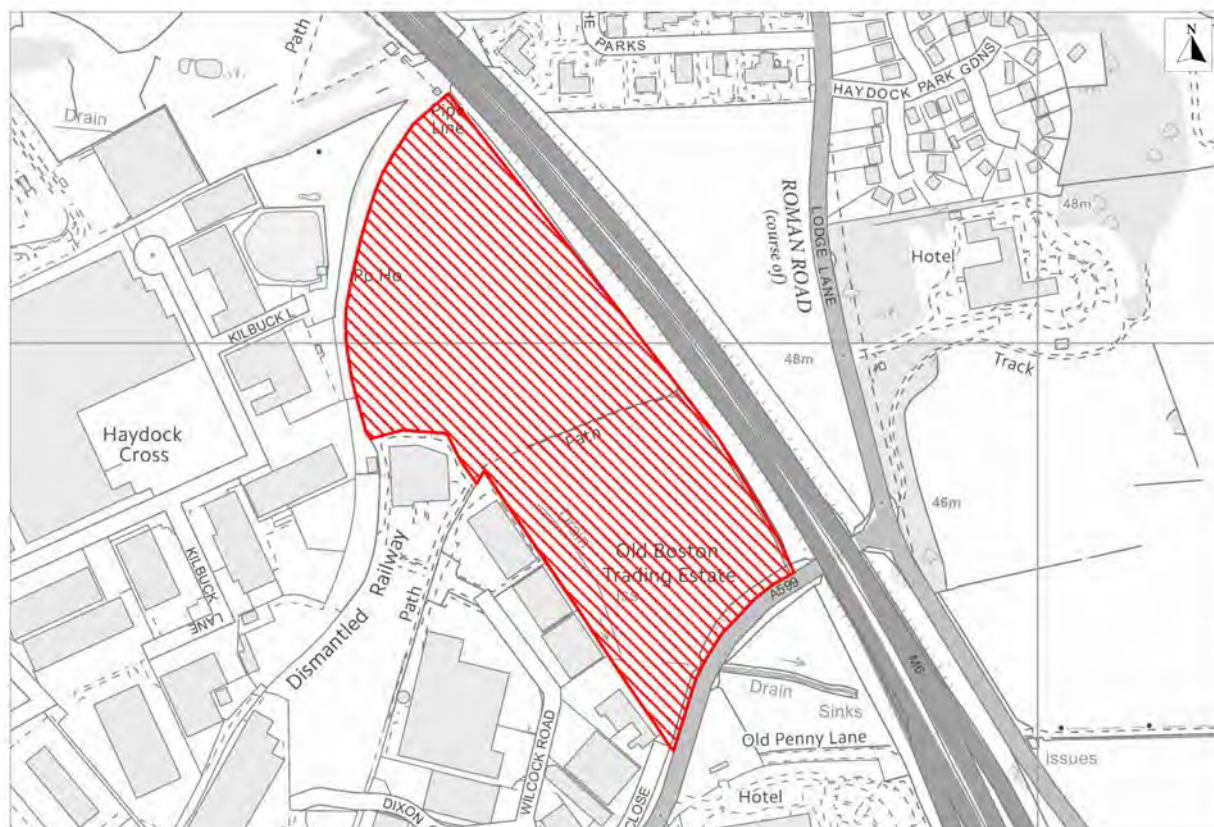 Path
THE
PARKS
N
HAYDOCK PARK GDNS
Drain
Pipe
Line
ROMAN ROAD
(course of)
LODGE LANE
48m
Hotel
Pp Ho
KILBUCK L
48m
Track
Haydock
Cross
Path
46m
Drain
Old Boston
Trading Estate
A599
KILBUCK
LANE
Dismantled Railway
Path
M6
Drain
Sinks
Old Penny Lane
Issues
WILCOCK ROAD
DIXON
CLOSE
Hotel